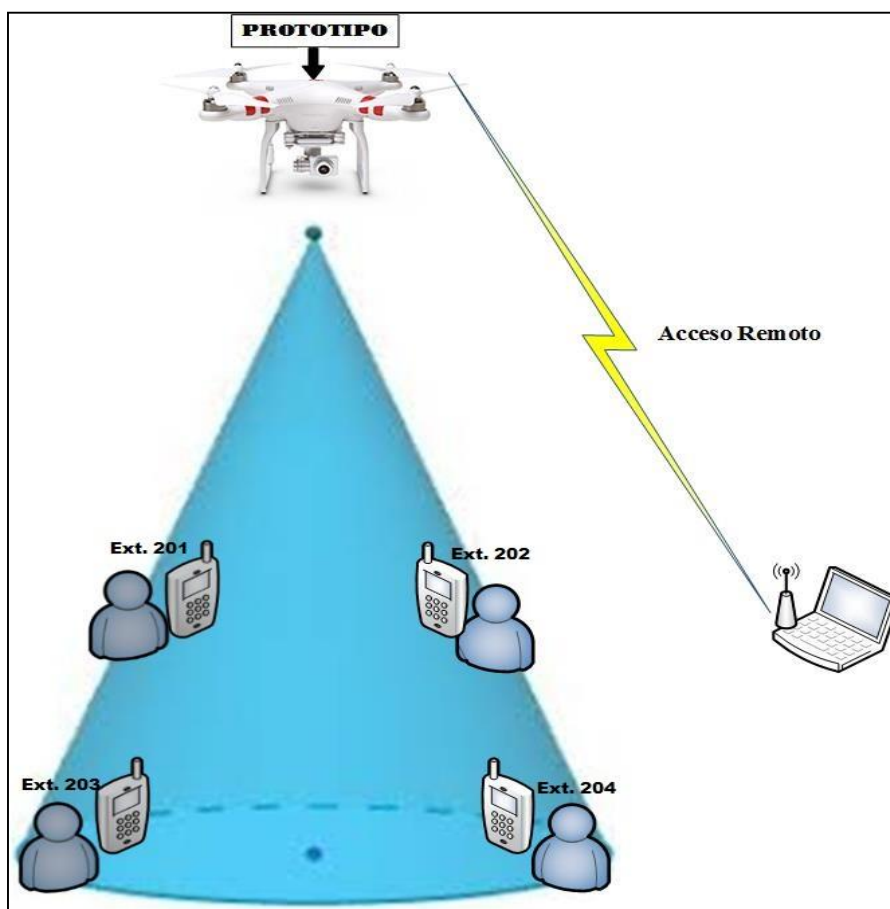 PROTOTIPO
Acceso Remoto
Ext. 201
Ext. 202
Ext. 203
Ext. 204